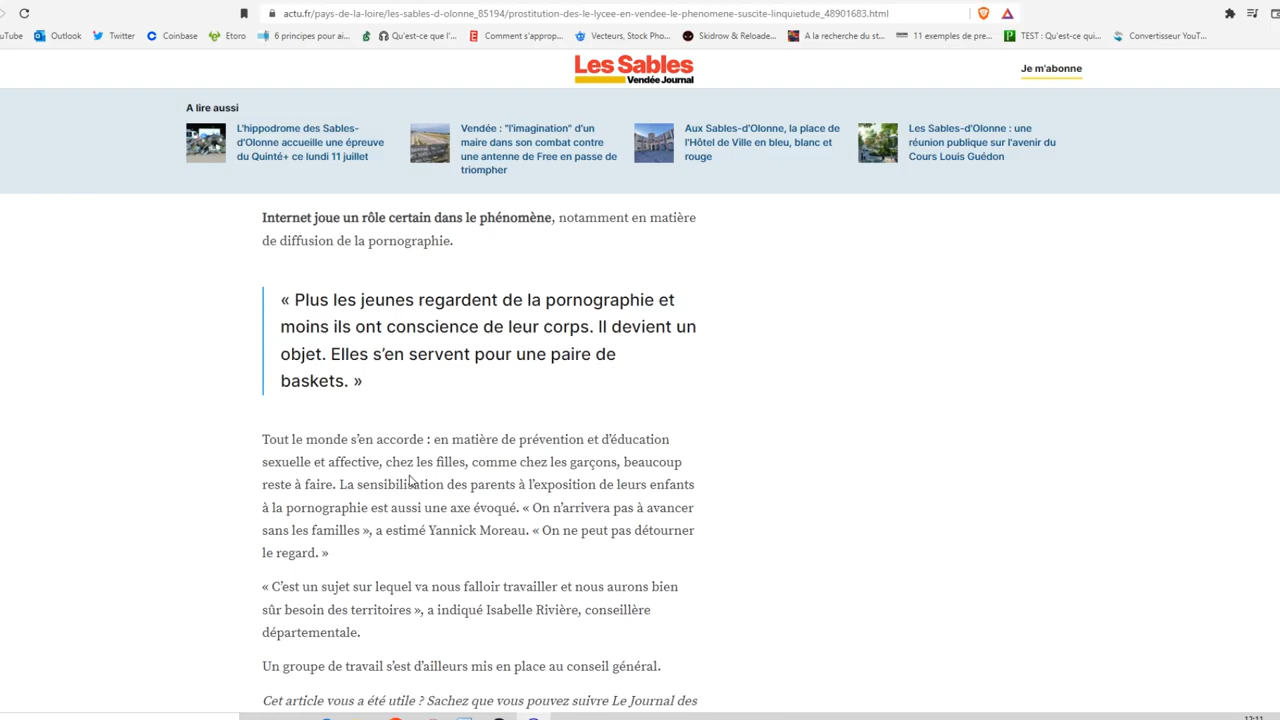 actu.fr/pays-de-la-loire/les-sables-d-olonne_85194/prostitution-des-le-lycee-en-vendee-le-phenomene-suscite-linquietude_48901683.html
uTube Outlook Twitter Coinbase Etoro 6 principes pour ai... Qu'est-ce que l'... Comment s'approp... Vecteurs, Stock Pho... Skidrow & Reloade... A la recherche du st... 11 exemples de pre... TEST : Qu'est-ce qui... Convertisseur YouT...
Les Sables
Vendée Journal
Je m'abonne
A lire aussi
L'hippodrome des Sables-
d'Olonne accueille une épreuve
du Quinté+ ce lundi 11 juillet
Vendée : "l'imagination" d'un
maire dans son combat contre
une antenne de Free en passe de
triompher
Aux Sables-d'Olonne, la place de
l'Hôtel de Ville en bleu, blanc et
rouge
Les Sables-d'Olonne : une
réunion publique sur l'avenir du
Cours Louis Guédon
Internet joue un rôle certain dans le phénomène, notamment en matière
de diffusion de la pornographie.
« Plus les jeunes regardent de la pornographie et
moins ils ont conscience de leur corps. Il devient un
objet. Elles s'en servent pour une paire de
baskets. »
Tout le monde s'en accorde : en matière de prévention et d'éducation
sexuelle et affective, chez les filles, comme chez les garçons, beaucoup
reste à faire. La sensibilisation des parents à l'exposition de leurs enfants
à la pornographie est aussi une axe évoqué. « On n'arrivera pas à avancer
sans les familles », a estimé Yannick Moreau. « On ne peut pas détourner
le regard. »
« C'est un sujet sur lequel va nous falloir travailler et nous aurons bien
sûr besoin des territoires », a indiqué Isabelle Rivière, conseillère
départementale.
Un groupe de travail s'est d'ailleurs mis en place au conseil général.
Cet article vous a été utile ? Sachez que vous pouvez suivre Le Journal des